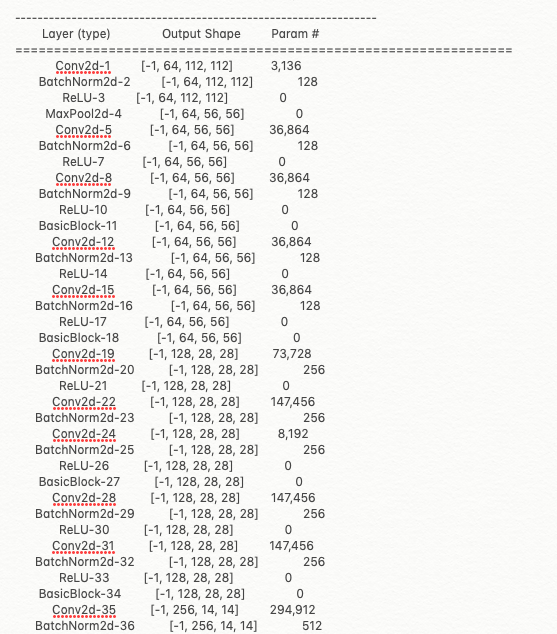 ----------------------------------------------------------------
Layer (type) Output Shape Param #
================================================================
Conv2d-1 [-1, 64, 112, 112] 3,136
BatchNorm2d-2 [-1, 64, 112, 112] 128
ReLU-3 [-1, 64, 112, 112] 0
MaxPool2d-4 [-1, 64, 56, 56] 0
Conv2d-5 [-1, 64, 56, 56] 36,864
BatchNorm2d-6 [-1, 64, 56, 56] 128
ReLU-7 [-1, 64, 56, 56] 0
Conv2d-8 [-1, 64, 56, 56] 36,864
BatchNorm2d-9 [-1, 64, 56, 56] 128
ReLU-10 [-1, 64, 56, 56] 0
BasicBlock-11 [-1, 64, 56, 56] 0
Conv2d-12 [-1, 64, 56, 56] 36,864
BatchNorm2d-13 [-1, 64, 56, 56] 128
ReLU-14 [-1, 64, 56, 56] 0
Conv2d-15 [-1, 64, 56, 56] 36,864
BatchNorm2d-16 [-1, 64, 56, 56] 128
ReLU-17 [-1, 64, 56, 56] 0
BasicBlock-18 [-1, 64, 56, 56] 0
Conv2d-19 [-1, 128, 28, 28] 73,728
BatchNorm2d-20 [-1, 128, 28, 28] 256
ReLU-21 [-1, 128, 28, 28] 0
Conv2d-22 [-1, 128, 28, 28] 147,456
BatchNorm2d-23 [-1, 128, 28, 28] 256
Conv2d-24 [-1, 128, 28, 28] 8,192
BatchNorm2d-25 [-1, 128, 28, 28] 256
ReLU-26 [-1, 128, 28, 28] 0
BasicBlock-27 [-1, 128, 28, 28] 0
Conv2d-28 [-1, 128, 28, 28] 147,456
BatchNorm2d-29 [-1, 128, 28, 28] 256
ReLU-30 [-1, 128, 28, 28] 0
Conv2d-31 [-1, 128, 28, 28] 147,456
BatchNorm2d-32 [-1, 128, 28, 28] 256
ReLU-33 [-1, 128, 28, 28] 0
BasicBlock-34 [-1, 128, 28, 28] 0
Conv2d-35 [-1, 256, 14, 14] 294,912
BatchNorm2d-36 [-1, 256, 14, 14] 512